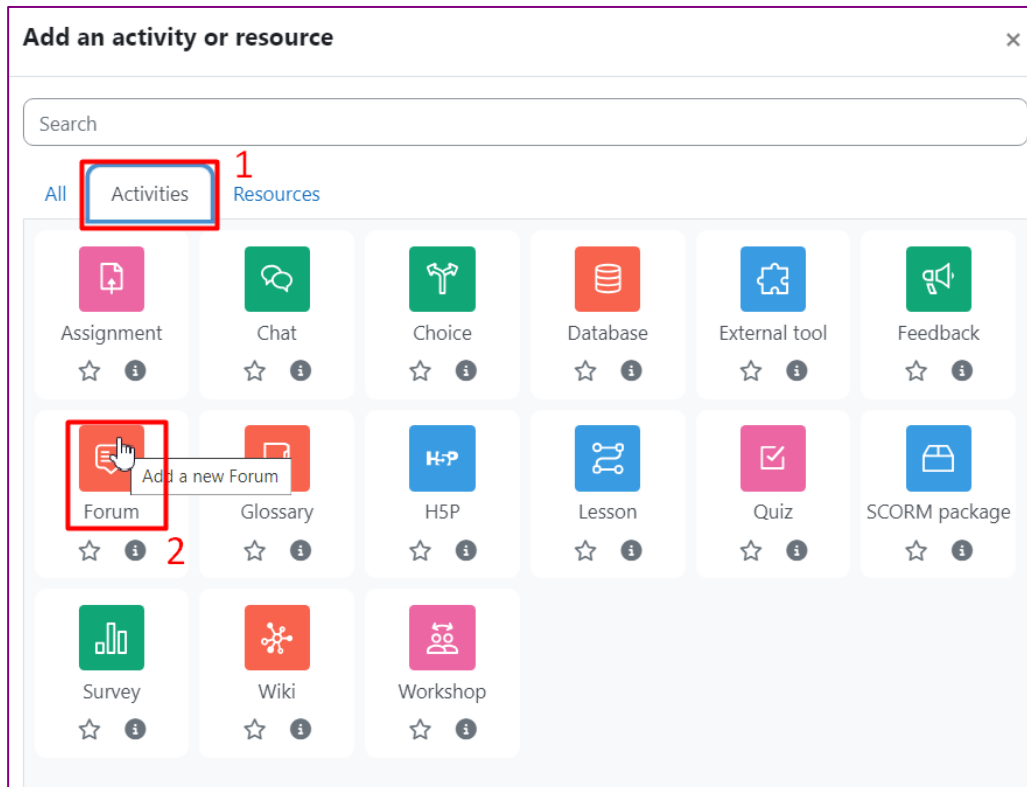 Add an activity or resource
Search
1
All Activities Resources
Assignment Chat Choice Database External tool Feedback
H5P
Add a new Forum
Forum Glossary H5P Lesson Quiz SCORM package
2
Survey Wiki Workshop